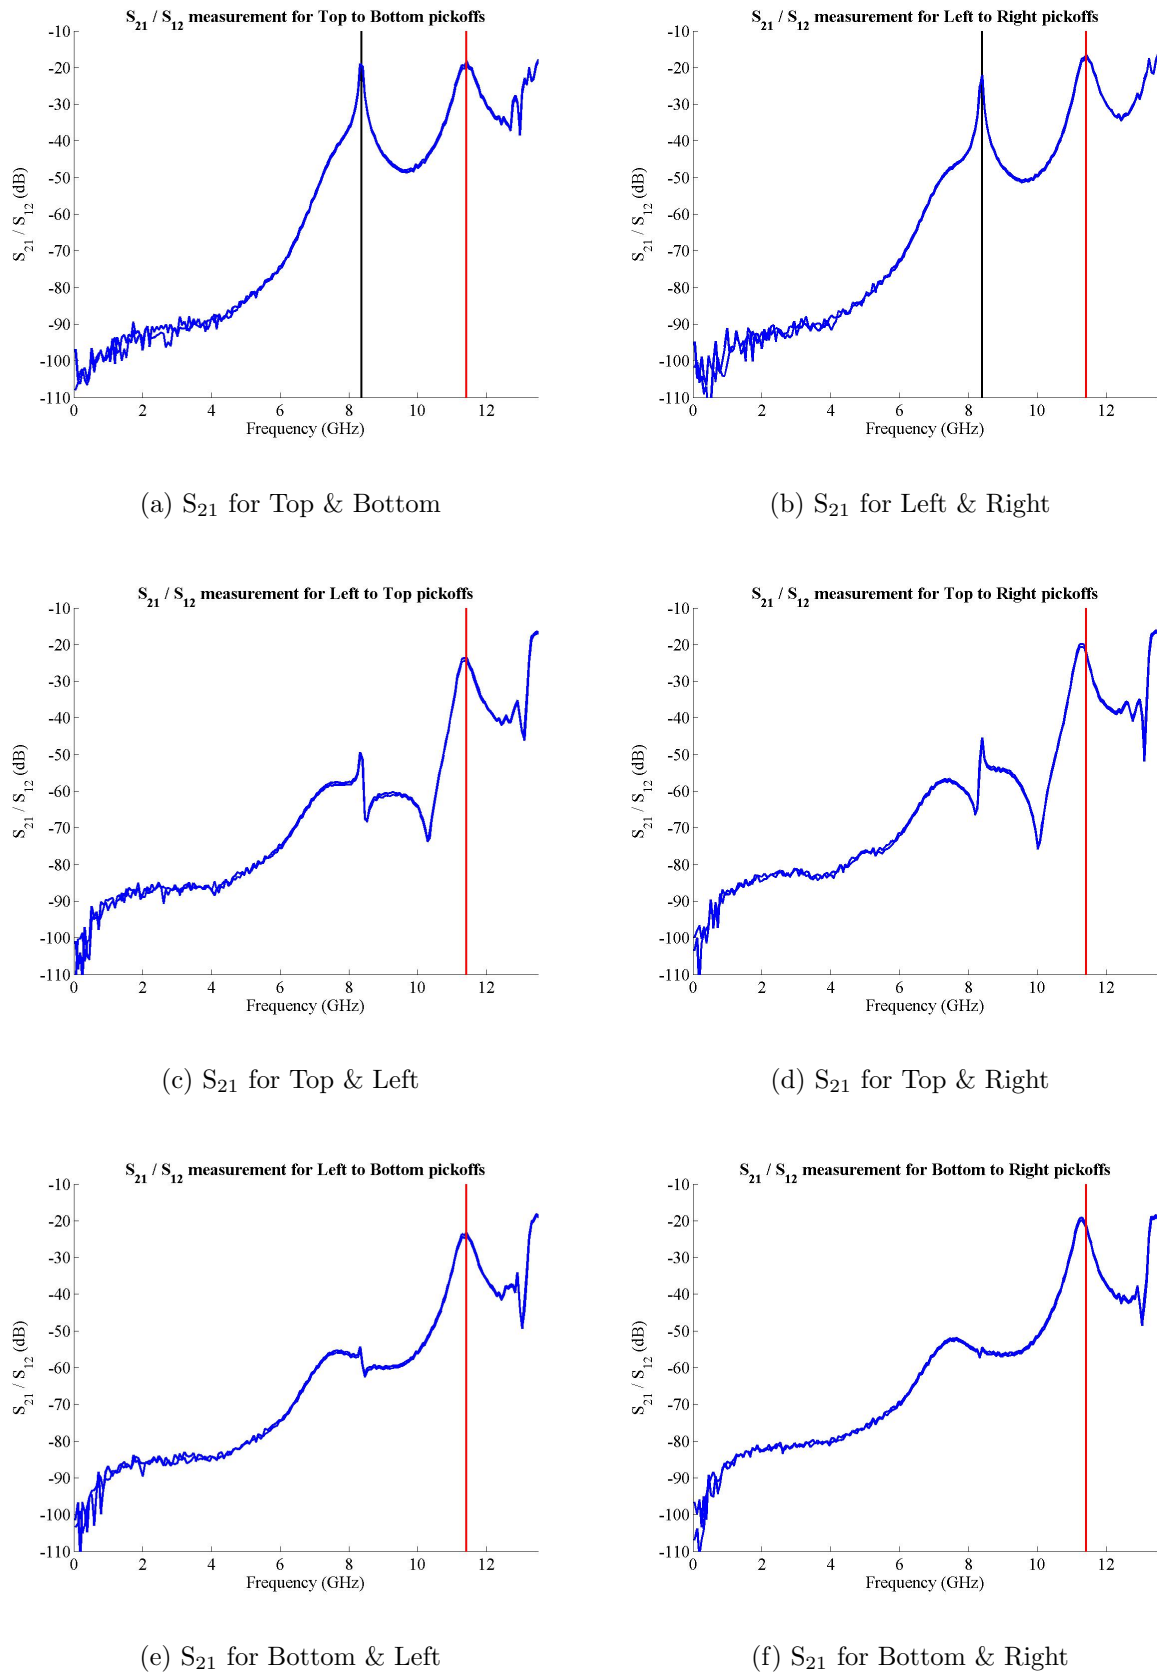 S21 / S12 measurement for Top to Bottom pickoffs
S21 / S12 (dB)
-10
-20
-30
-40
-50
-60
-70
-80
-90
-100
-110
0 2 4 6 8 10 12
Frequency (GHz)
(a) S21 for Top & Bottom
S21 / S12 measurement for Left to Right pickoffs
S21 / S12 (dB)
-10
-20
-30
-40
-50
-60
-70
-80
-90
-100
-110
0 2 4 6 8 10 12
Frequency (GHz)
(b) S21 for Left & Right
S21 / S12 measurement for Left to Top pickoffs
S21 / S12 (dB)
-10
-20
-30
-40
-50
-60
-70
-80
-90
-100
-110
0 2 4 6 8 10 12
Frequency (GHz)
(c) S21 for Top & Left
S21 / S12 measurement for Top to Right pickoffs
S21 / S12 (dB)
-10
-20
-30
-40
-50
-60
-70
-80
-90
-100
-110
0 2 4 6 8 10 12
Frequency (GHz)
(d) S21 for Top & Right
S21 / S12 measurement for Left to Bottom pickoffs
S21 / S12 (dB)
-10
-20
-30
-40
-50
-60
-70
-80
-90
-100
-110
0 2 4 6 8 10 12
Frequency (GHz)
(e) S21 for Bottom & Left
S21 / S12 measurement for Bottom to Right pickoffs
S21 / S12 (dB)
-10
-20
-30
-40
-50
-60
-70
-80
-90
-100
-110
0 2 4 6 8 10 12
Frequency (GHz)
(f) S21 for Bottom & Right